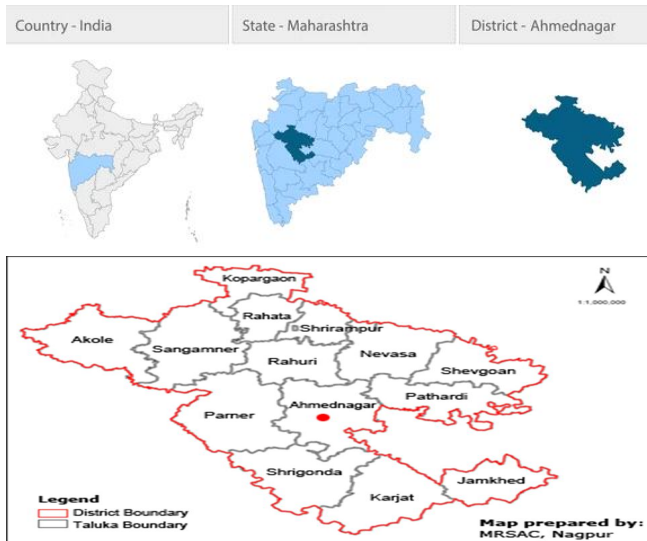 Country - India
State - Maharashtra
District - Ahmednagar
N
1:1,000,000
Kopargaon
Rahata
Shrirampur
Akole
Sangamner
Rahuri
Nevasa
Shevgoan
Pathardi
Ahmednagar
Parner
Shrigonda
Karjat
Jamkhed
Legend
District Boundary
Taluka Boundary
Map prepared by:
MRSAC, Nagpur